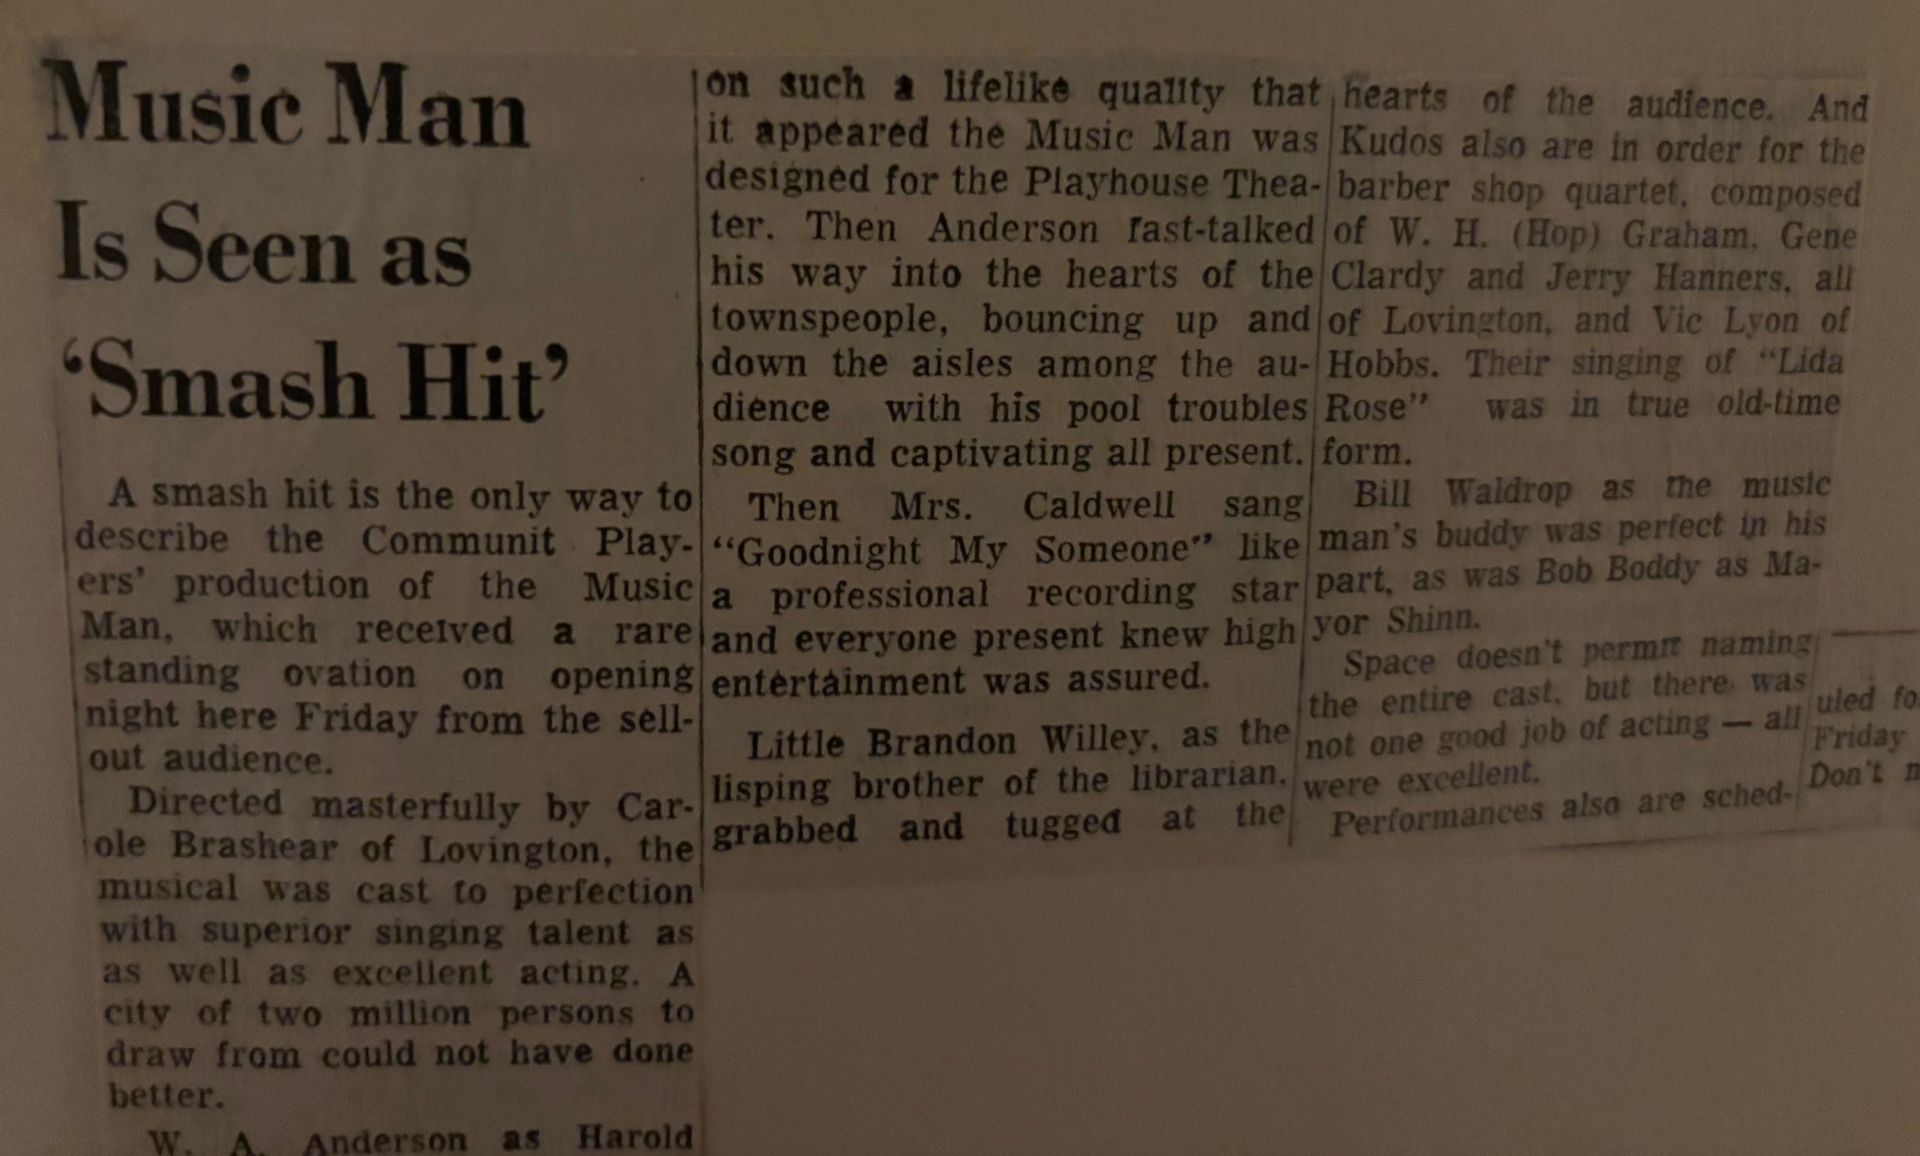 Music Man
Is Seen as
‘Smash Hit’
A smash hit is the only way to
describe the Communit Play-
ers’ production of the Music
Man, which received a rare
standing ovation on opening
night here Friday from the sell-
out audience.
Directed masterfully by Car-
ole Brashear of Lovington, the
musical was cast to perfection
with superior singing talent as
as well as excellent acting. A
city of two million persons to
draw from could not have done
better.
W. A. Anderson as Harold
on such a lifelike quality that
it appeared the Music Man was
designed for the Playhouse Thea-
ter. Then Anderson fast-talked
his way into the hearts of the
townspeople, bouncing up and
down the aisles among the au-
dience with his pool troubles
song and captivating all present.
Then Mrs. Caldwell sang
“Goodnight My Someone” like
a professional recording star
and everyone present knew high
entertainment was assured.
Little Brandon Willey, as the
lisping brother of the librarian,
grabbed and tugged at the
hearts of the audience. And
Kudos also are in order for the
barber shop quartet, composed
of W. H. (Hop) Graham, Gene
Clardy and Jerry Hanners, all
of Lovington, and Vic Lyon of
Hobbs. Their singing of “Lida
Rose” was in true old-time
form.
Bill Waldrop as the music
man’s buddy was perfect in his
part, as was Bob Boddy as Ma-
yor Shinn.
Space doesn’t permit naming
the entire cast, but there was
not one good job of acting — all
were excellent.
Performances also are sched-
uled fo
Friday
Don’t